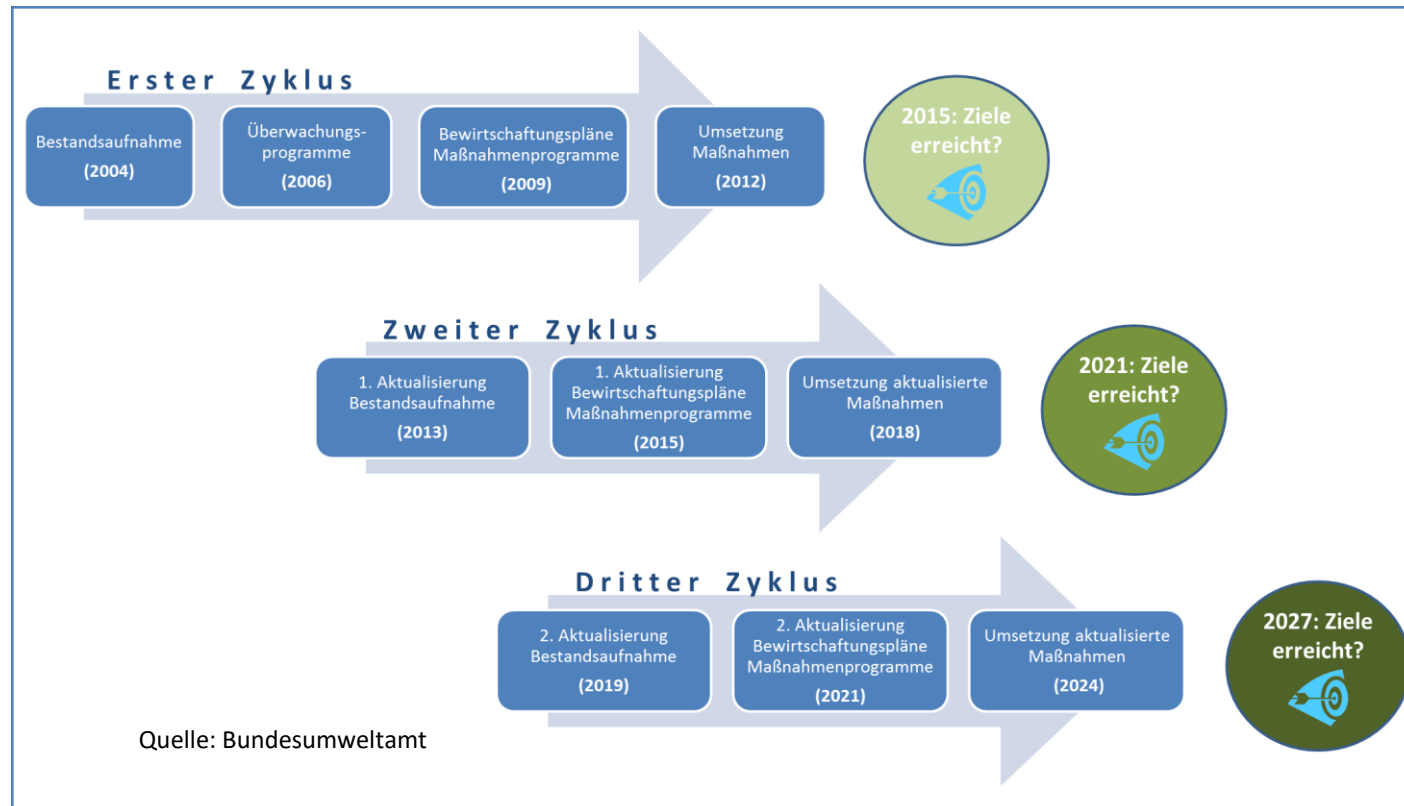 Erster Zyklus
Bestandsaufnahme
(2004)
Überwachungs-
programme
(2006)
Bewirtschaftungspläne
Maßnahmenprogramme
(2009)
Umsetzung
Maßnahmen
(2012)
2015: Ziele
erreicht?
Zweiter Zyklus
1. Aktualisierung
Bestandsaufnahme
(2013)
1. Aktualisierung
Bewirtschaftungspläne
Maßnahmenprogramme
(2015)
Umsetzung aktualisierte
Maßnahmen
(2018)
2021: Ziele
erreicht?
Dritter Zyklus
2. Aktualisierung
Bestandsaufnahme
(2019)
2. Aktualisierung
Bewirtschaftungspläne
Maßnahmenprogramme
(2021)
Umsetzung aktualisierte
Maßnahmen
(2024)
2027: Ziele
erreicht?
Quelle: Bundesumweltamt